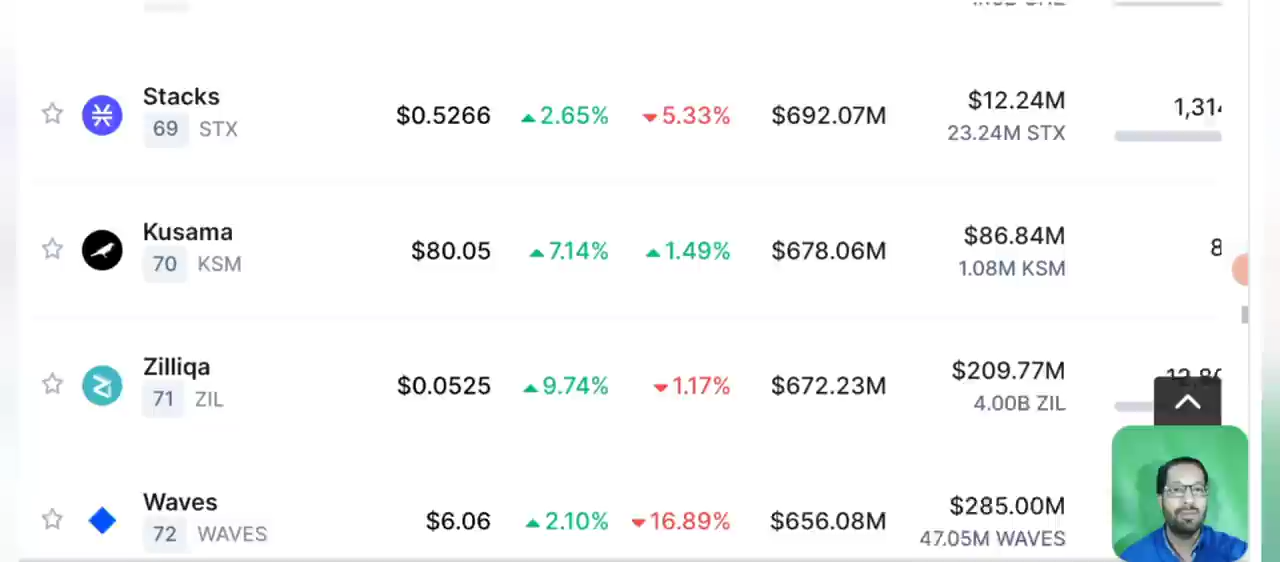 Stacks
69 STX
$0.5266 2.65% 5.33% $692.07M $12.24M
23.24M STX
Kusama
70 KSM
$80.05 7.14% 1.49% $678.06M $86.84M
1.08M KSM
Zilliqa
71 ZIL
$0.0525 9.74% 1.17% $672.23M $209.77M
4.00B ZIL
Waves
72 WAVES
$6.06 2.10% 16.89% $656.08M $285.00M
47.05M WAVES